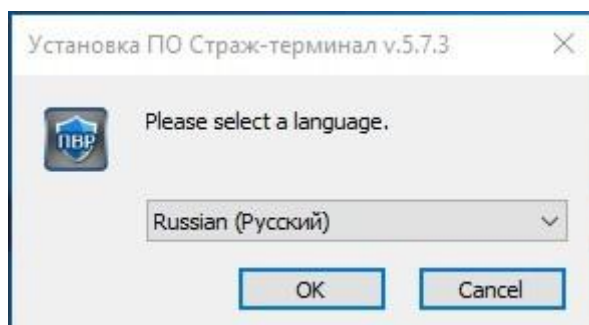 Установка ПО Страж-терминал v.5.7.3
ПВР
Please select a language.
Russian (Русский)
OK
Cancel